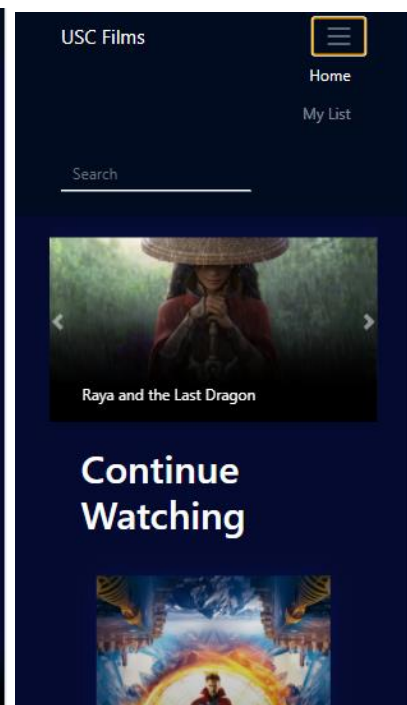 USC Films
Home
My List
Search
Raya and the Last Dragon
Continue
Watching